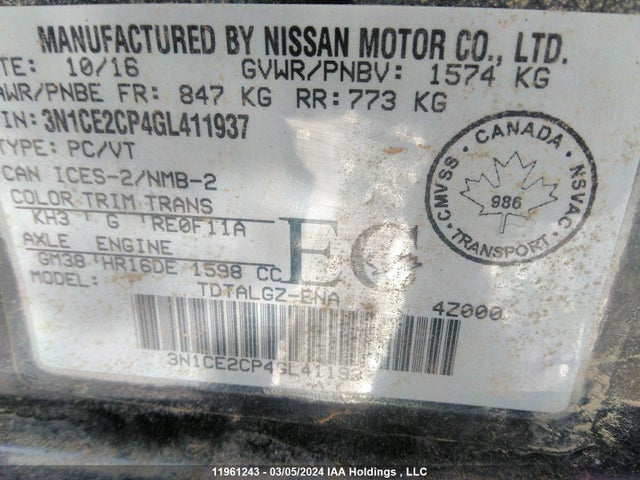 MANUFACTURED BY NISSAN MOTOR CO., LTD.
TE: 10/16 GVWR/PNBV: 1574 KG
AWR/PNBE FR: 847 KG RR: 773 KG
IN: 3N1CE2CP4GL411937
TYPE: PC/VT
CAN ICES-2/NMB-2
COLOR TRIM TRANS
KH3 G RE0F11A
AXLE ENGINE
GM38 HR16DE 1598 CC
MODEL: TDTALGZ-ENA
EG
4Z000
3N1CE2CP4GL41193
CANADA
CMVSS
NSVAC
986
TRANSPORT
11961243 — 03/05/2024 IAA Holdings , LLC